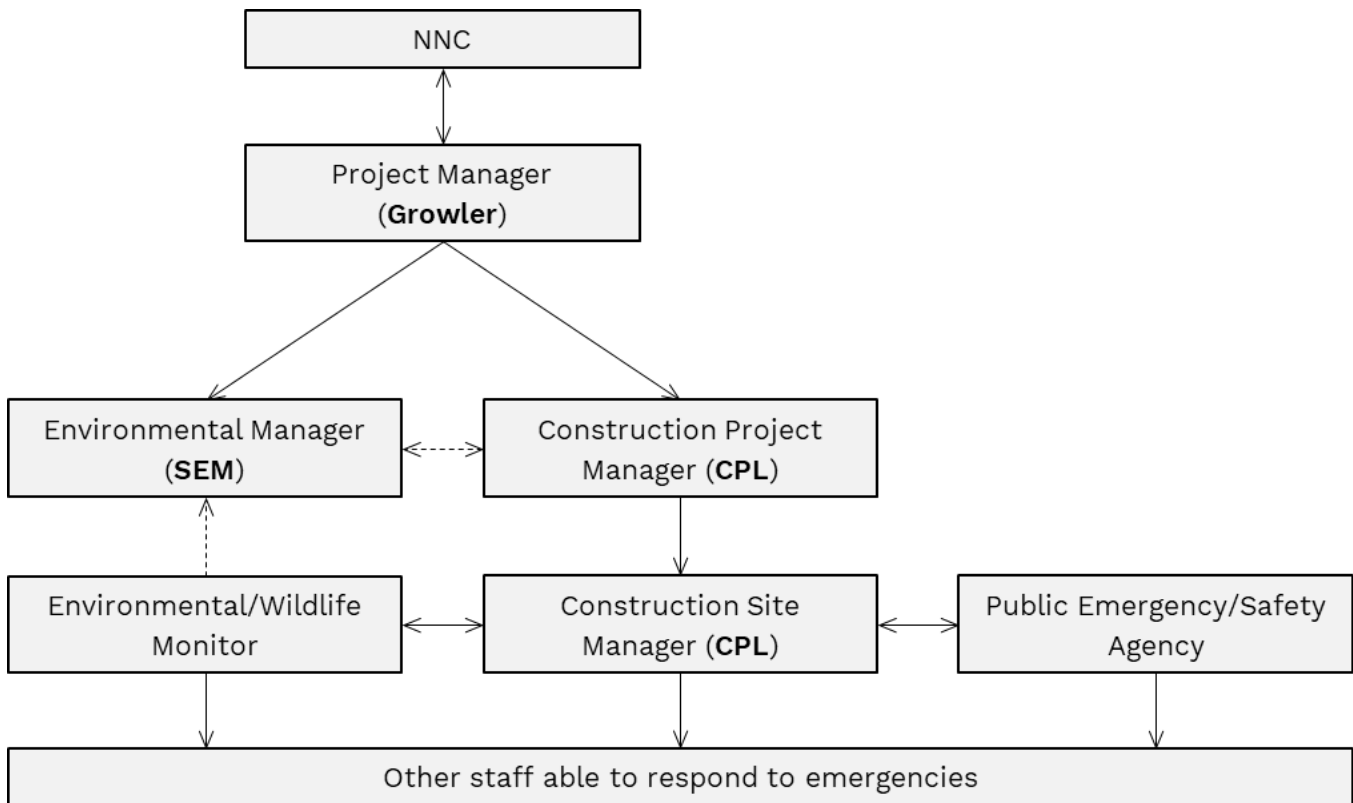 NNC
Project Manager
(Growler)
Environmental Manager
(SEM)
Construction Project
Manager (CPL)
Environmental/Wildlife
Monitor
Construction Site
Manager (CPL)
Public Emergency/Safety
Agency
Other staff able to respond to emergencies